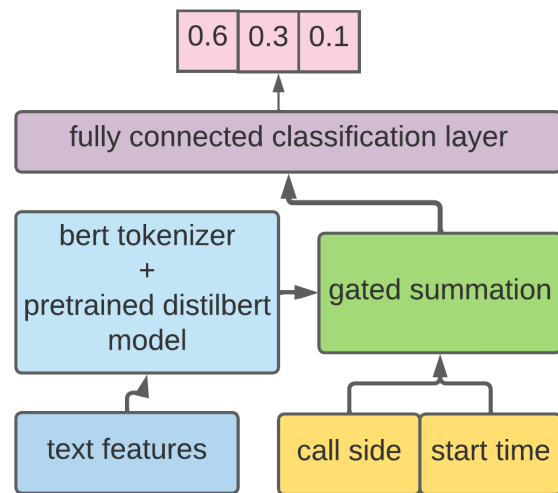 0.6 0.3 0.1
fully connected classification layer
bert tokenizer
+
pretrained distilbert
model
gated summation
text features
call side
start time